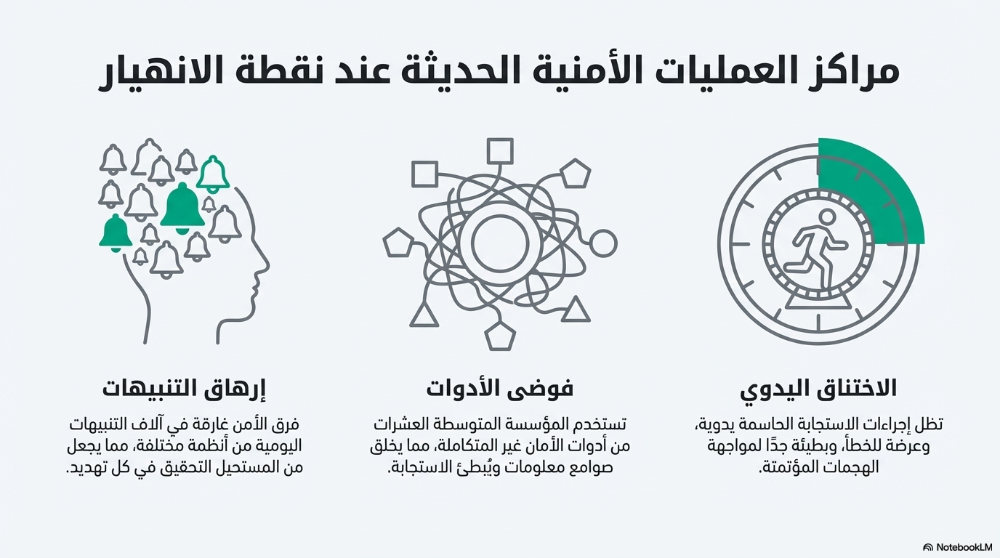 مراكز العمليات الأمنية الحديثة عند نقطة الانهيار
الاختناق اليدوي
تظل إجراءات الاستجابة الحاسمة يدوية،
وعرضة للخطأ، وبطيئة جدًا لمواجهة
الهجمات المؤتمتة.
فوضى الأدوات
تستخدم المؤسسة المتوسطة العشرات
من أدوات الأمان غير المتكاملة، مما يخلق
صوامع معلومات ويُبطئ الاستجابة.
إرهاق التنبيهات
فرق الأمن غارقة في آلاف التنبيهات
اليومية من أنظمة مختلفة، مما يجعل
من المستحيل التحقيق في كل تهديد.
NotebookLM